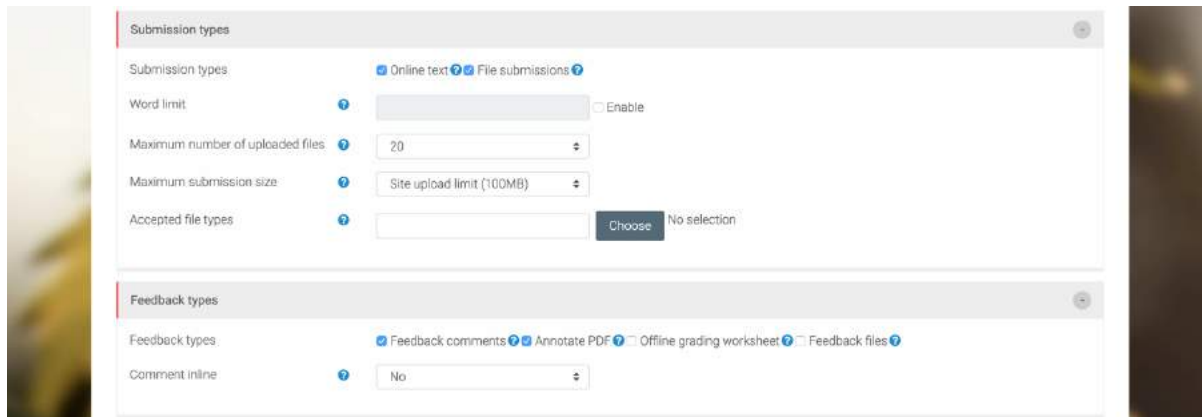 Submission types
Submission types Online text File submissions
Word limit Enable
Maximum number of uploaded files 20
Maximum submission size Site upload limit (100MB)
Accepted file types Choose No selection
Feedback types
Feedback types Feedback comments Annotate PDF Offline grading worksheet Feedback files
Comment inline No